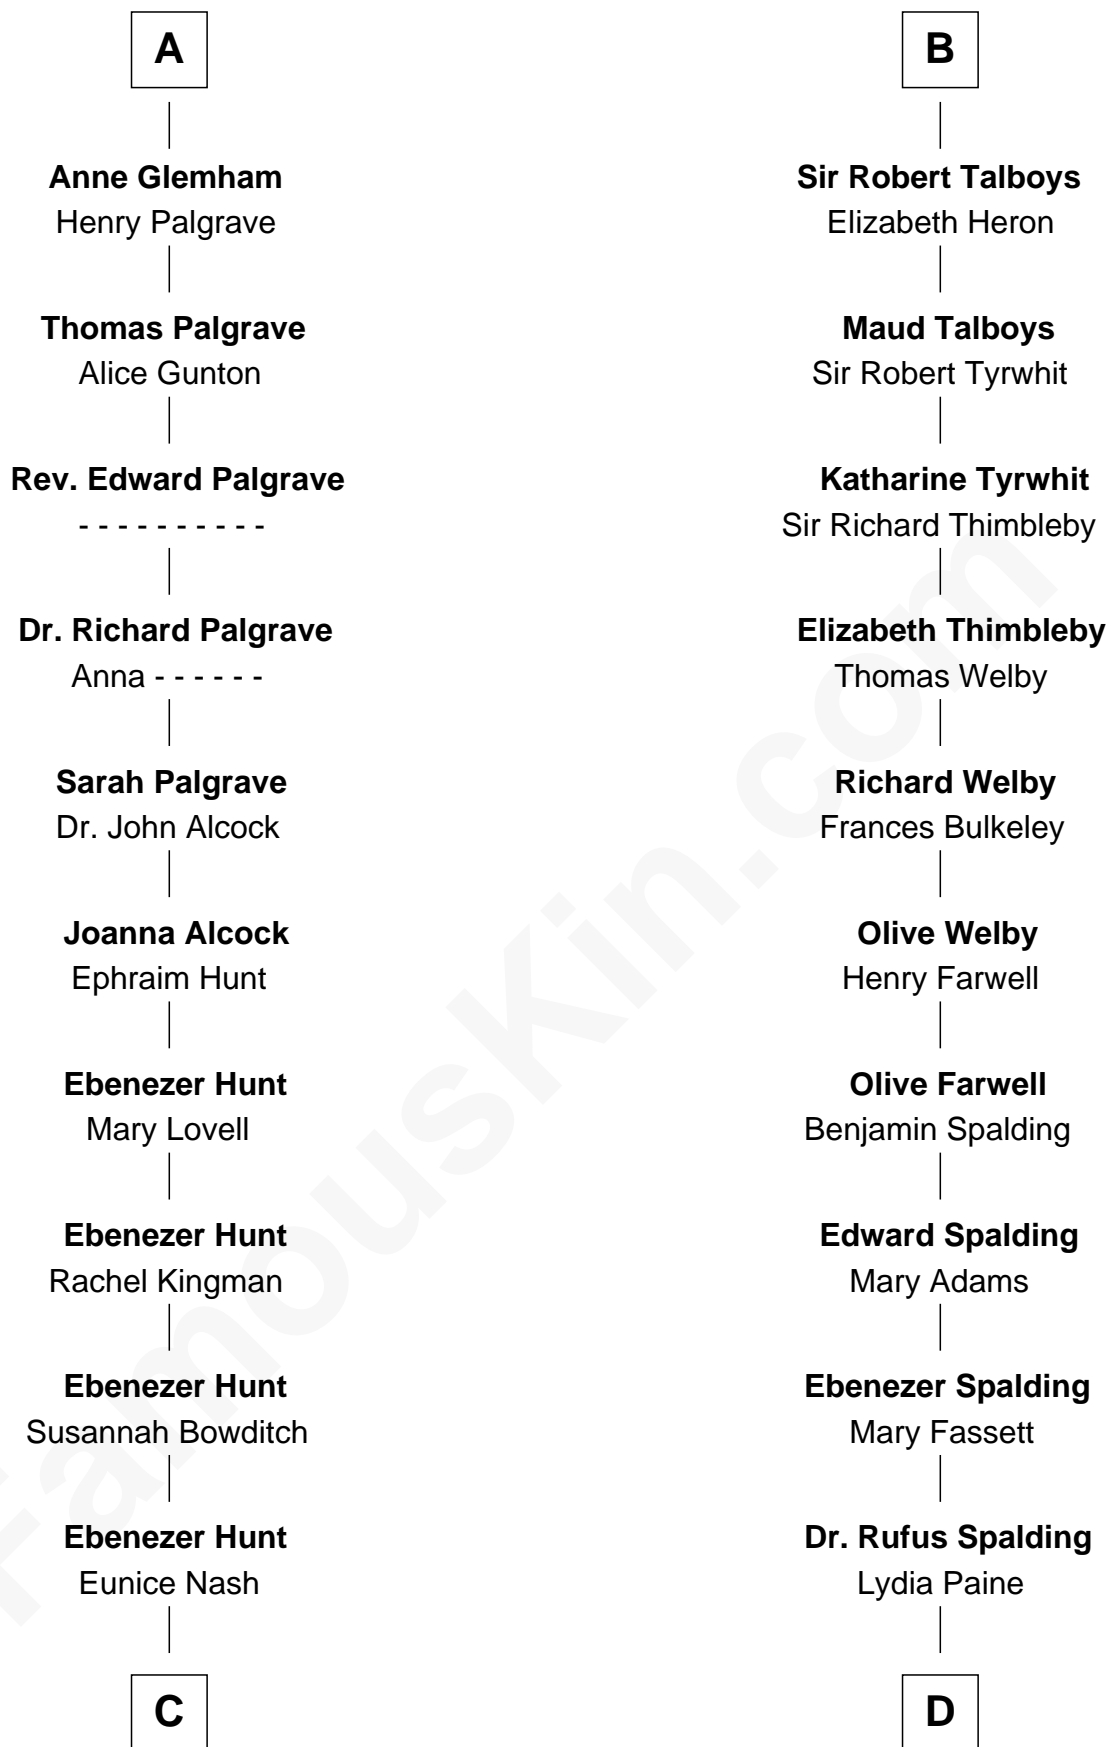 A
Anne Glemham
Henry Palgrave
Thomas Palgrave
Alice Gunton
Rev. Edward Palgrave
- - - - - - - - - -
Dr. Richard Palgrave
Anna - - - - - -
Sarah Palgrave
Dr. John Alcock
Joanna Alcock
Ephraim Hunt
Ebenezer Hunt
Mary Lovell
Ebenezer Hunt
Rachel Kingman
Ebenezer Hunt
Susannah Bowditch
Ebenezer Hunt
Eunice Nash
C
B
Sir Robert Talboys
Elizabeth Heron
Maud Talboys
Sir Robert Tyrwhit
Katharine Tyrwhit
Sir Richard Thimbleby
Elizabeth Thimbleby
Thomas Welby
Richard Welby
Frances Bulkeley
Olive Welby
Henry Farwell
Olive Farwell
Benjamin Spalding
Edward Spalding
Mary Adams
Ebenezer Spalding
Mary Fassett
Dr. Rufus Spalding
Lydia Paine
D
FamousKin.com